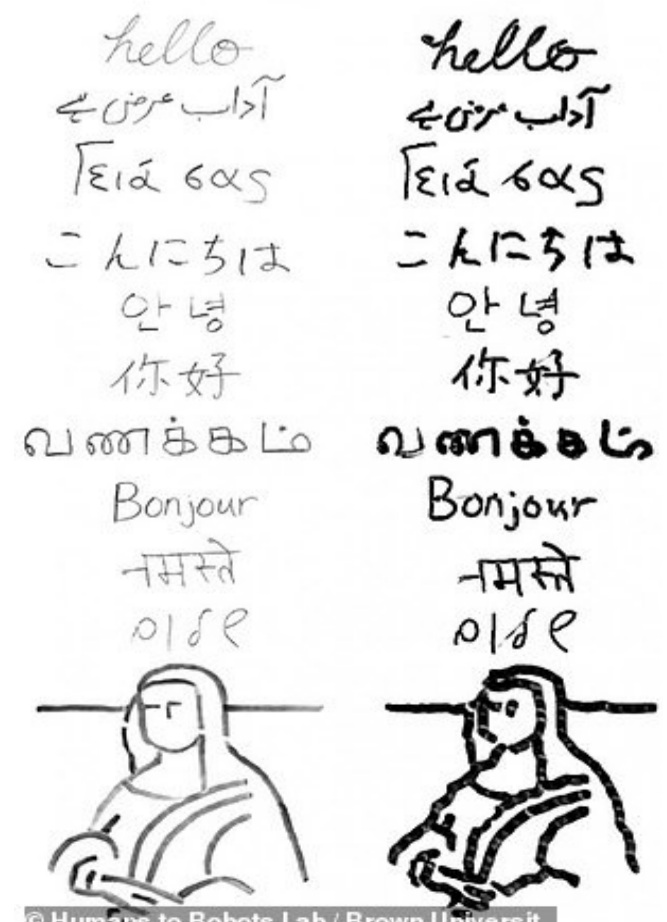 hello hello
آداب عرض ہے آداب عرض ہے
Γειά σας Γειά σας
こんにちは こんにちは
안녕 안녕
你好 你好
வணக்கம் வணக்கம்
Bonjour Bonjour
नमस्ते नमस्ते
שלום שלום
© Humans to Robots Lab / Brown Universit